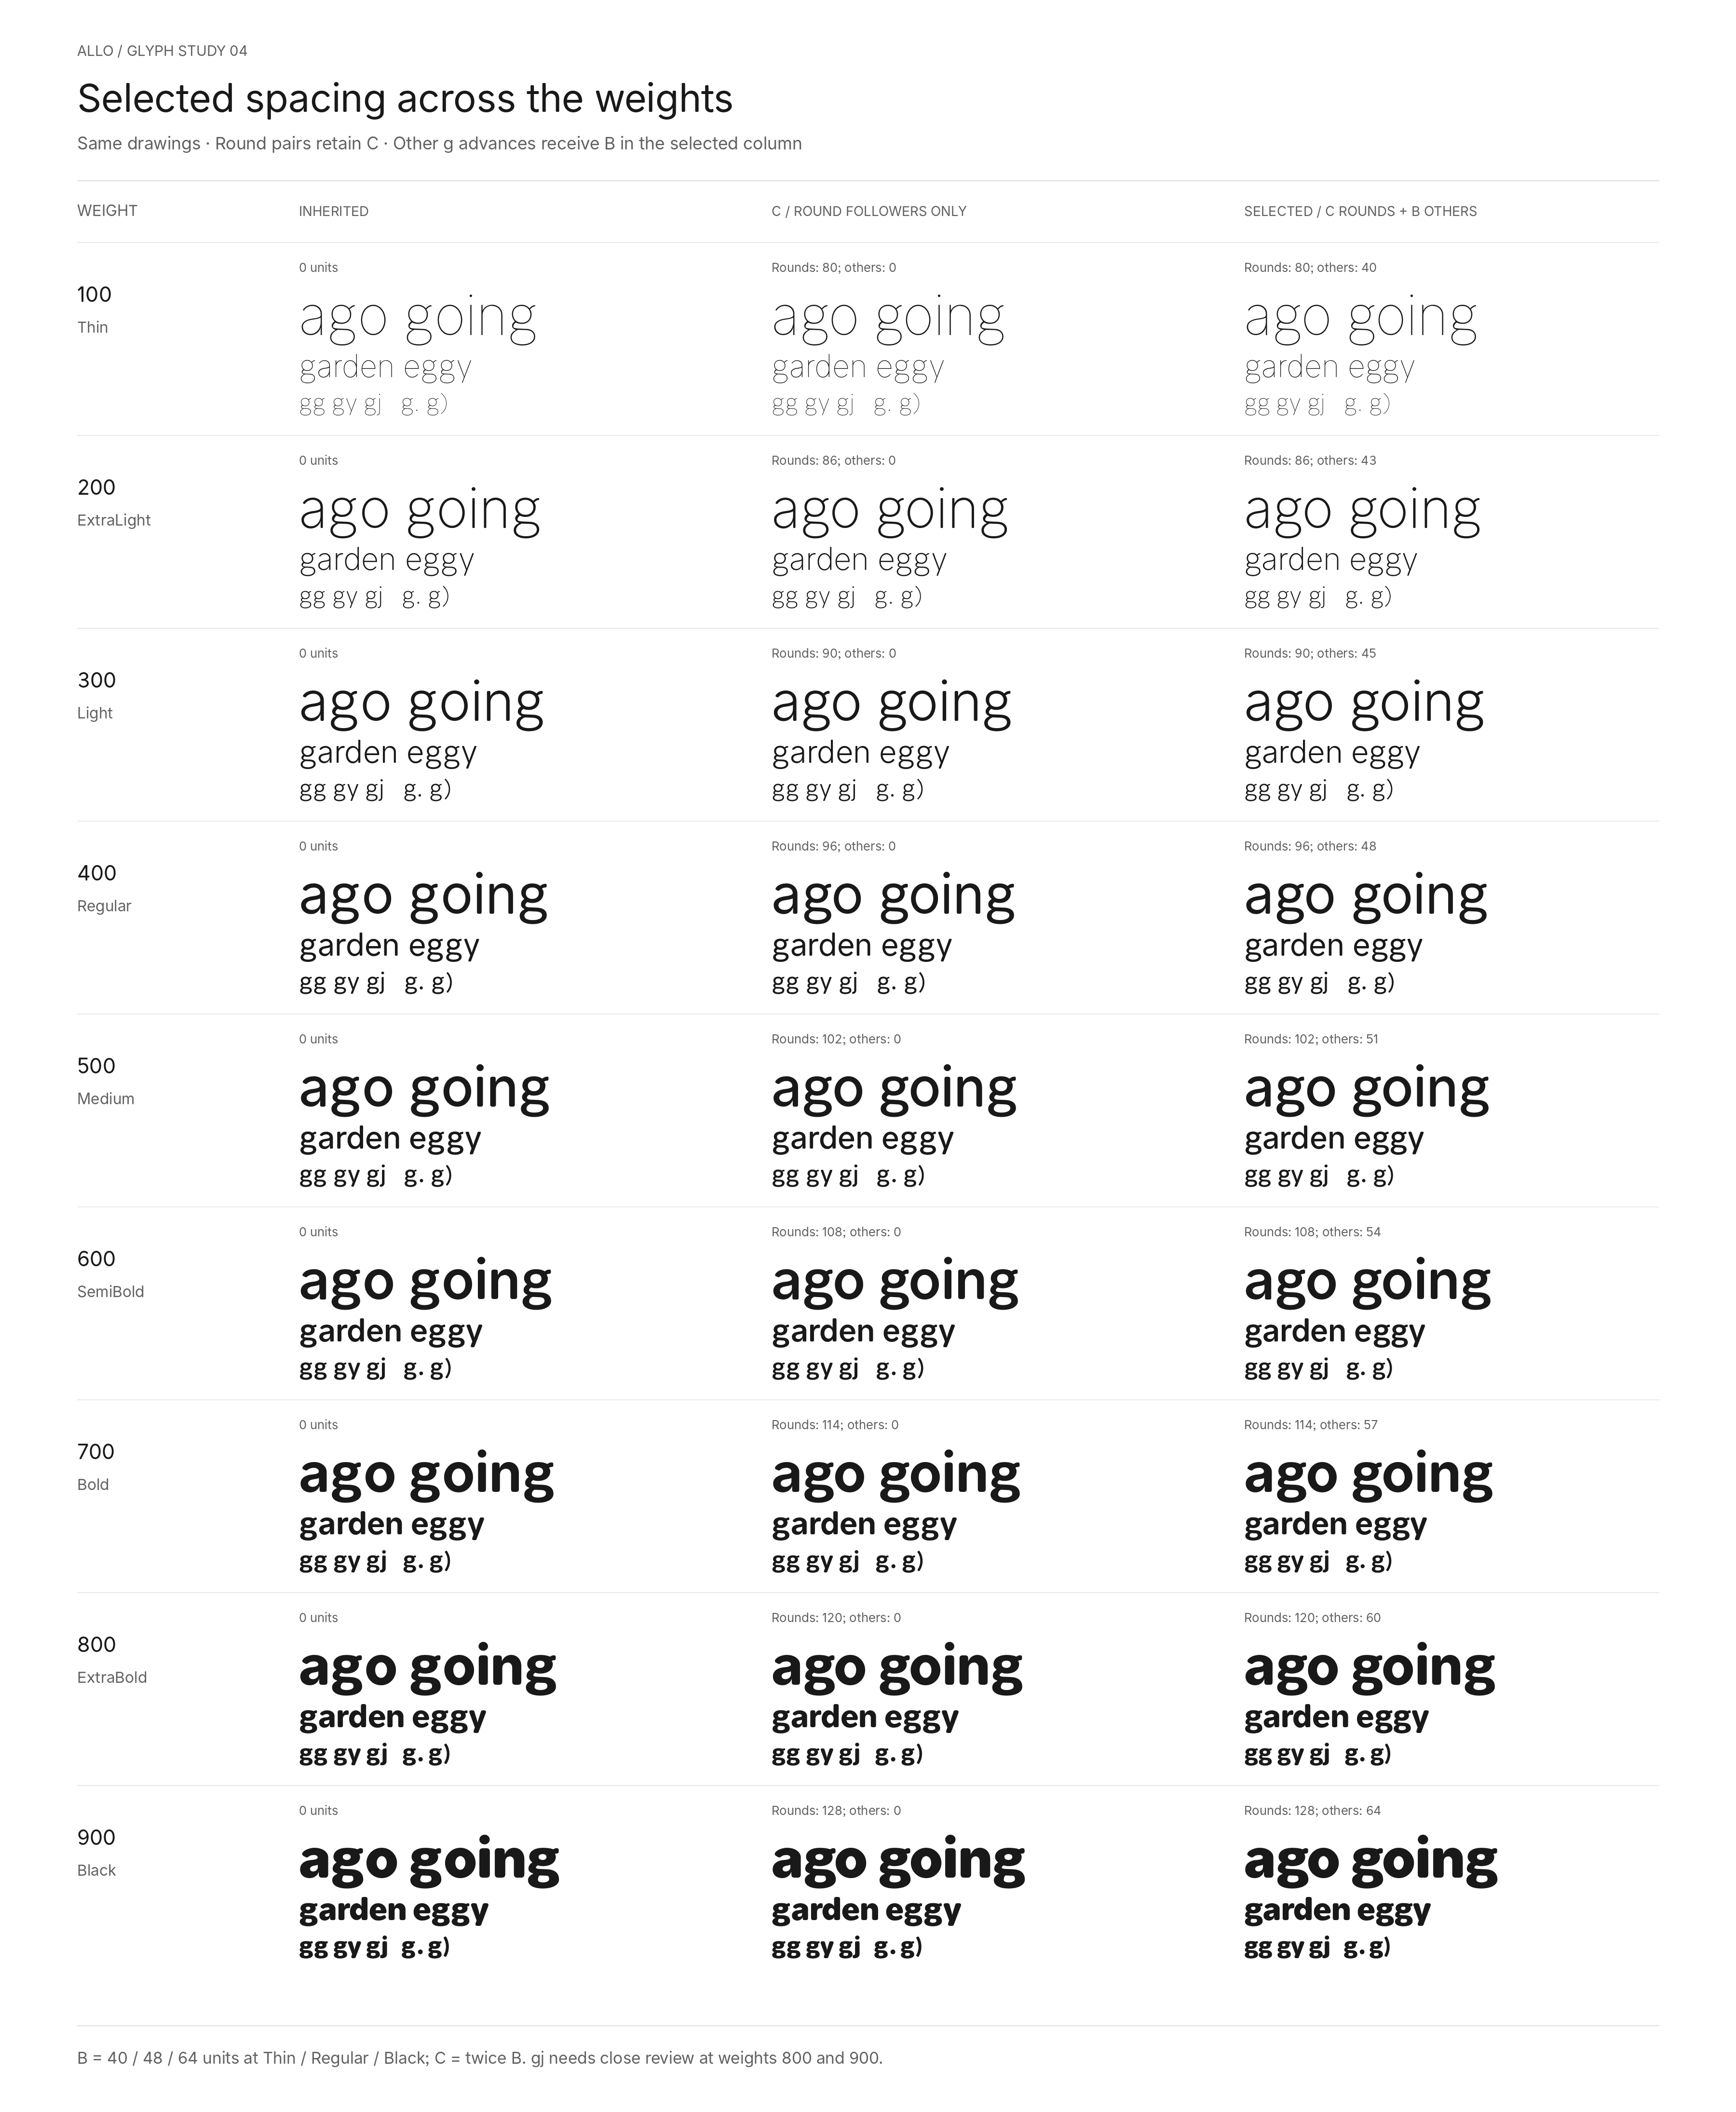 ALLO / GLYPH STUDY 04
Selected spacing across the weights
Same drawings · Round pairs retain C · Other g advances receive B in the selected column
WEIGHT INHERITED C / ROUND FOLLOWERS ONLY SELECTED / C ROUNDS + B OTHERS
0 units Rounds: 80; others: 0 Rounds: 80; others: 40
100
Thin
ago going ago going ago going
garden eggy garden eggy garden eggy
gg gy gj g. g) gg gy gj g. g) gg gy gj g. g)
0 units Rounds: 86; others: 0 Rounds: 86; others: 43
200
ExtraLight
ago going ago going ago going
garden eggy garden eggy garden eggy
gg gy gj g. g) gg gy gj g. g) gg gy gj g. g)
0 units Rounds: 90; others: 0 Rounds: 90; others: 45
300
Light
ago going ago going ago going
garden eggy garden eggy garden eggy
gg gy gj g. g) gg gy gj g. g) gg gy gj g. g)
0 units Rounds: 96; others: 0 Rounds: 96; others: 48
400
Regular
ago going ago going ago going
garden eggy garden eggy garden eggy
gg gy gj g. g) gg gy gj g. g) gg gy gj g. g)
0 units Rounds: 102; others: 0 Rounds: 102; others: 51
500
Medium
ago going ago going ago going
garden eggy garden eggy garden eggy
gg gy gj g. g) gg gy gj g. g) gg gy gj g. g)
0 units Rounds: 108; others: 0 Rounds: 108; others: 54
600
SemiBold
ago going ago going ago going
garden eggy garden eggy garden eggy
gg gy gj g. g) gg gy gj g. g) gg gy gj g. g)
0 units Rounds: 114; others: 0 Rounds: 114; others: 57
700
Bold
ago going ago going ago going
garden eggy garden eggy garden eggy
gg gy gj g. g) gg gy gj g. g) gg gy gj g. g)
0 units Rounds: 120; others: 0 Rounds: 120; others: 60
800
ExtraBold
ago going ago going ago going
garden eggy garden eggy garden eggy
gg gy gj g. g) gg gy gj g. g) gg gy gj g. g)
0 units Rounds: 128; others: 0 Rounds: 128; others: 64
900
Black
ago going ago going ago going
garden eggy garden eggy garden eggy
gg gy gj g. g) gg gy gj g. g) gg gy gj g. g)
B = 40 / 48 / 64 units at Thin / Regular / Black; C = twice B. gj needs close review at weights 800 and 900.